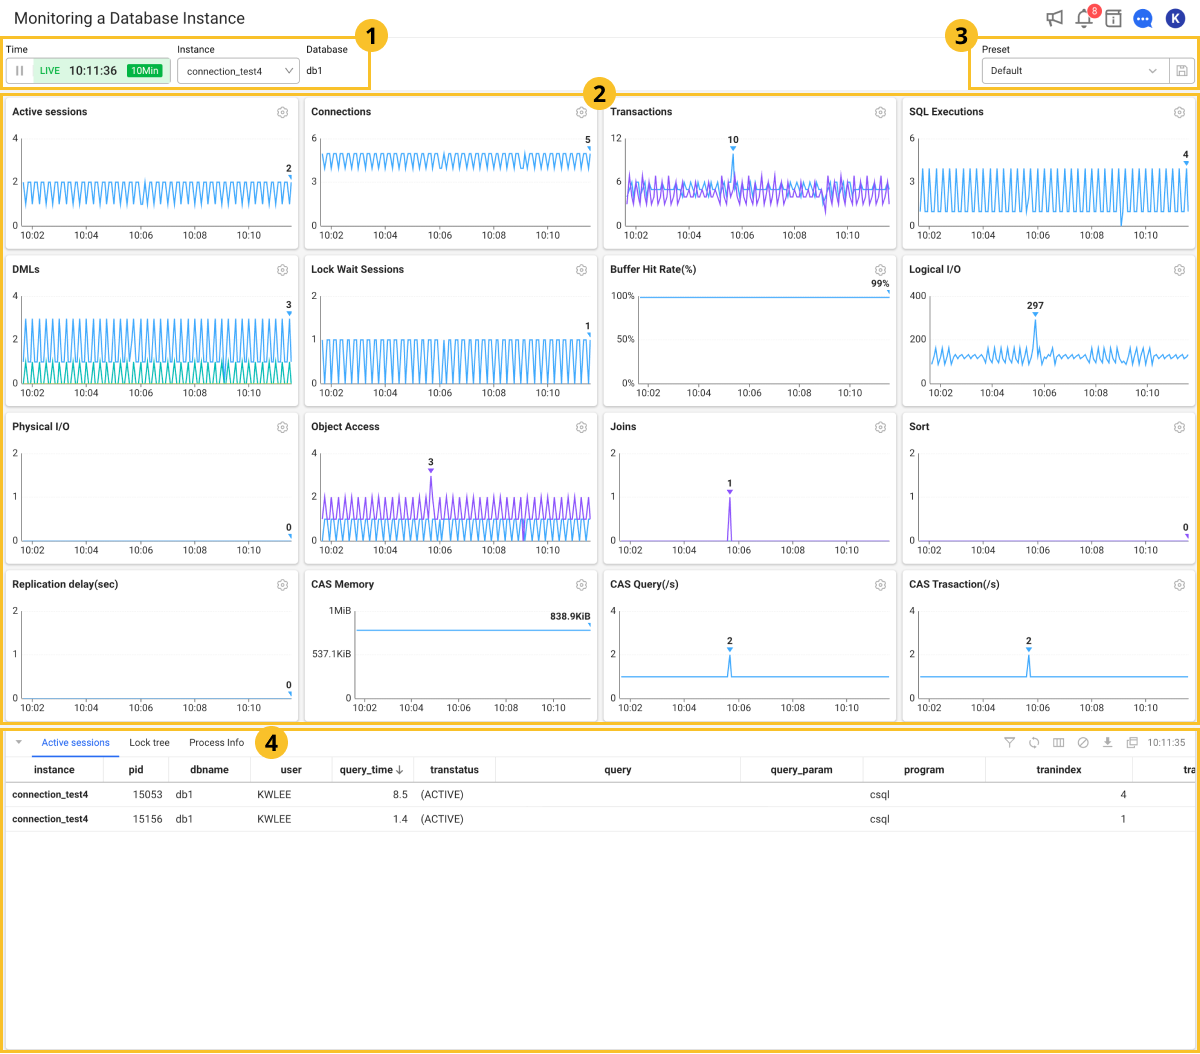 Monitoring a Database Instance
8
K
1
3
Time
Instance
Database
Preset
LIVE 10:11:36 10Min
connection_test4
db1
Default
2
Active sessions
4
2
0
2
10:02 10:04 10:06 10:08 10:10
Connections
6
3
0
5
10:02 10:04 10:06 10:08 10:10
Transactions
12
6
0
10
10:02 10:04 10:06 10:08 10:10
SQL Executions
6
3
0
4
10:02 10:04 10:06 10:08 10:10
DMLs
4
2
0
3
10:02 10:04 10:06 10:08 10:10
Lock Wait Sessions
2
1
0
1
10:02 10:04 10:06 10:08 10:10
Buffer Hit Rate(%)
99%
100%
50%
0%
10:02 10:04 10:06 10:08 10:10
Logical I/O
400
200
0
297
10:02 10:04 10:06 10:08 10:10
Physical I/O
2
1
0
0
10:02 10:04 10:06 10:08 10:10
Object Access
4
2
0
3
10:02 10:04 10:06 10:08 10:10
Joins
2
1
0
1
10:02 10:04 10:06 10:08 10:10
Sort
2
1
0
0
10:02 10:04 10:06 10:08 10:10
Replication delay(sec)
2
1
0
0
10:02 10:04 10:06 10:08 10:10
CAS Memory
1MiB
537.1KiB
0
838.9KiB
10:02 10:04 10:06 10:08 10:10
CAS Query(/s)
4
2
0
2
10:02 10:04 10:06 10:08 10:10
CAS Trasaction(/s)
4
2
0
2
10:02 10:04 10:06 10:08 10:10
Active sessions Lock tree Process Info 4 10:11:35
instance pid dbname user query_time transtatus query query_param program tranindex tra
connection_test4 15053 db1 KWLEE 8.5 (ACTIVE) csql 4
connection_test4 15156 db1 KWLEE 1.4 (ACTIVE) csql 1